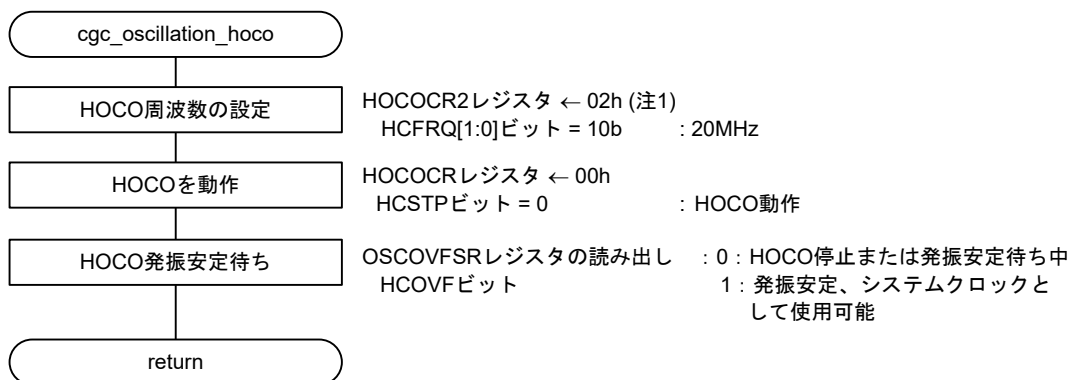 cgc_oscillation_hoco
HOCO周波数の設定
HOCOCR2レジスタ ← 02h (注1)
HCFRQ[1:0]ビット = 10b : 20MHz
HOCOを動作
HOCOCRレジスタ ← 00h
HCSTPビット = 0 : HOCO動作
HOCO発振安定待ち
OSCOVFSRレジスタの読み出し : 0 : HOCO停止または発振安定待ち中
HCOVFビット 1 : 発振安定、システムクロックと
して使用可能
return